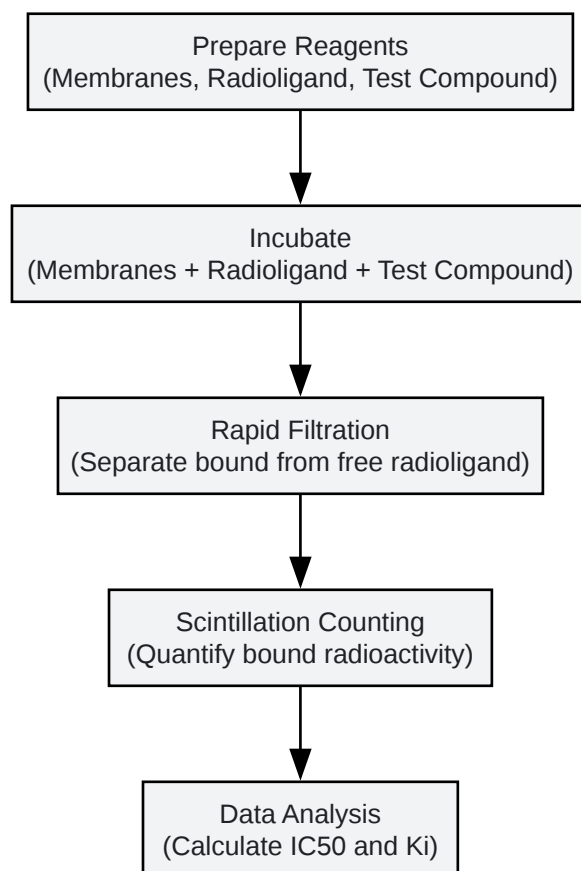 Prepare Reagents
(Membranes, Radioligand, Test Compound)
Incubate
(Membranes + Radioligand + Test Compound)
Rapid Filtration
(Separate bound from free radioligand)
Scintillation Counting
(Quantify bound radioactivity)
Data Analysis
(Calculate IC50 and Ki)